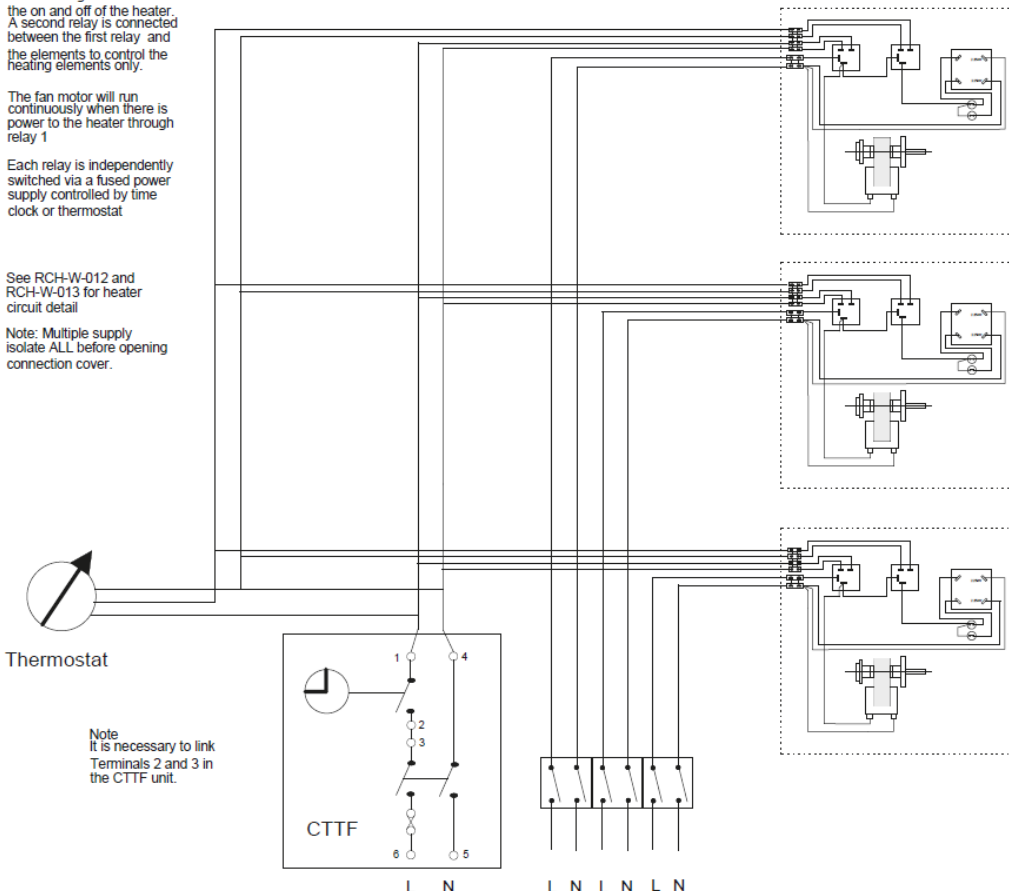 the on and off of the heater.
A second relay is connected
between the first relay and
the elements to control the
heating elements only.
The fan motor will run
continuously when there is
power to the heater through
relay 1
Each relay is independently
switched via a fused power
supply controlled by time
clock or thermostat
See RCH-W-012 and
RCH-W-013 for heater
circuit detail
Note: Multiple supply
isolate ALL before opening
connection cover.
Thermostat
Note
It is necessary to link
Terminals 2 and 3 in
the CTTF unit.
1
4
2
3
CTTF
6
5
L N
L N L N L N